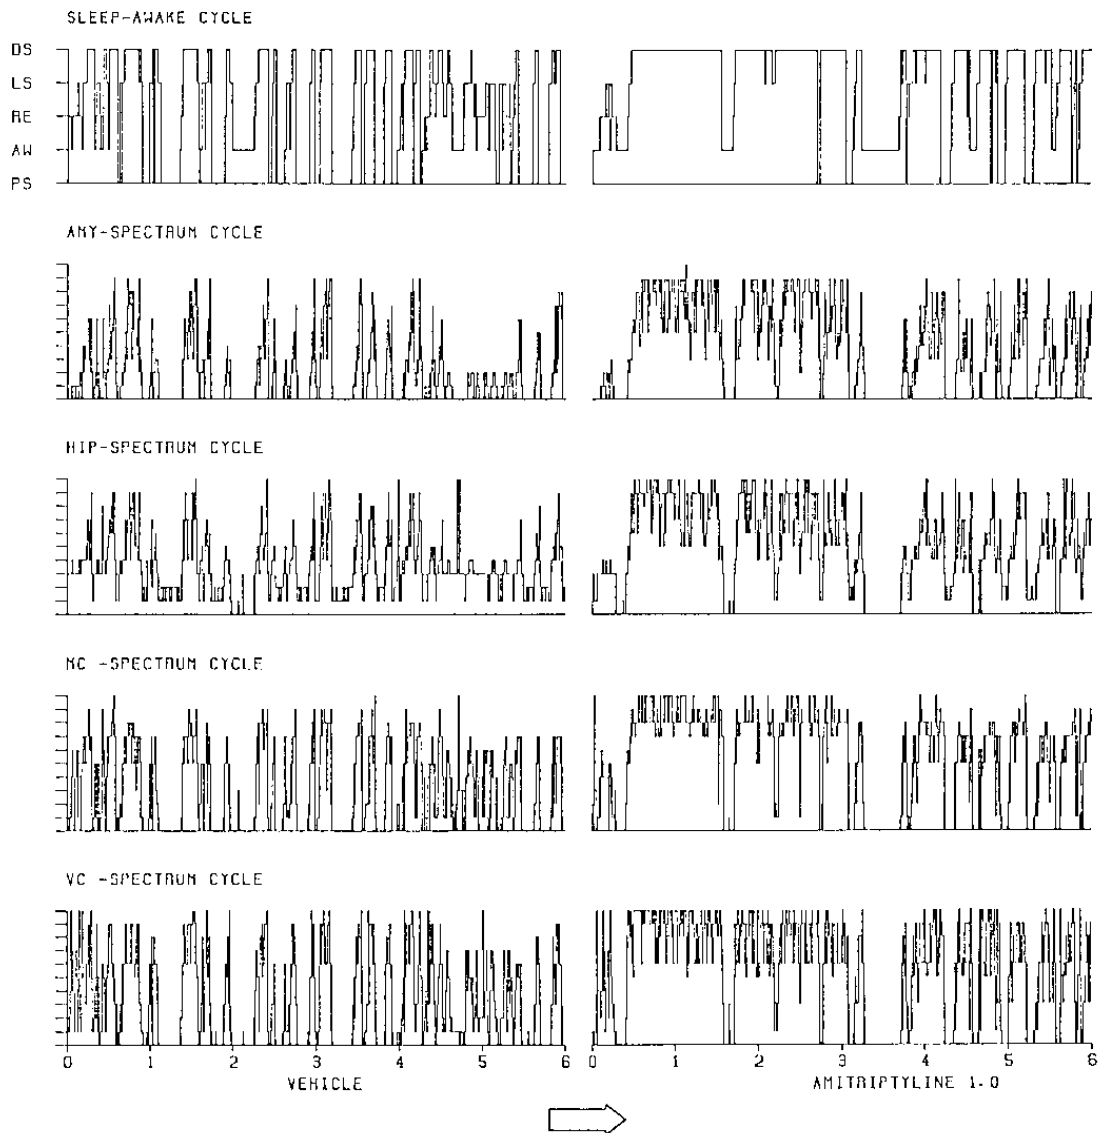 SLEEP-AWAKE CYCLE
DS
LS
RE
AW
PS
AMY-SPECTRUM CYCLE
HIP-SPECTRUM CYCLE
MC -SPECTRUM CYCLE
VC -SPECTRUM CYCLE
0 1 2 3 4 5 6 0 1 2 3 4 5 6
VEHICLE AMITRIPTYLINE 1.0